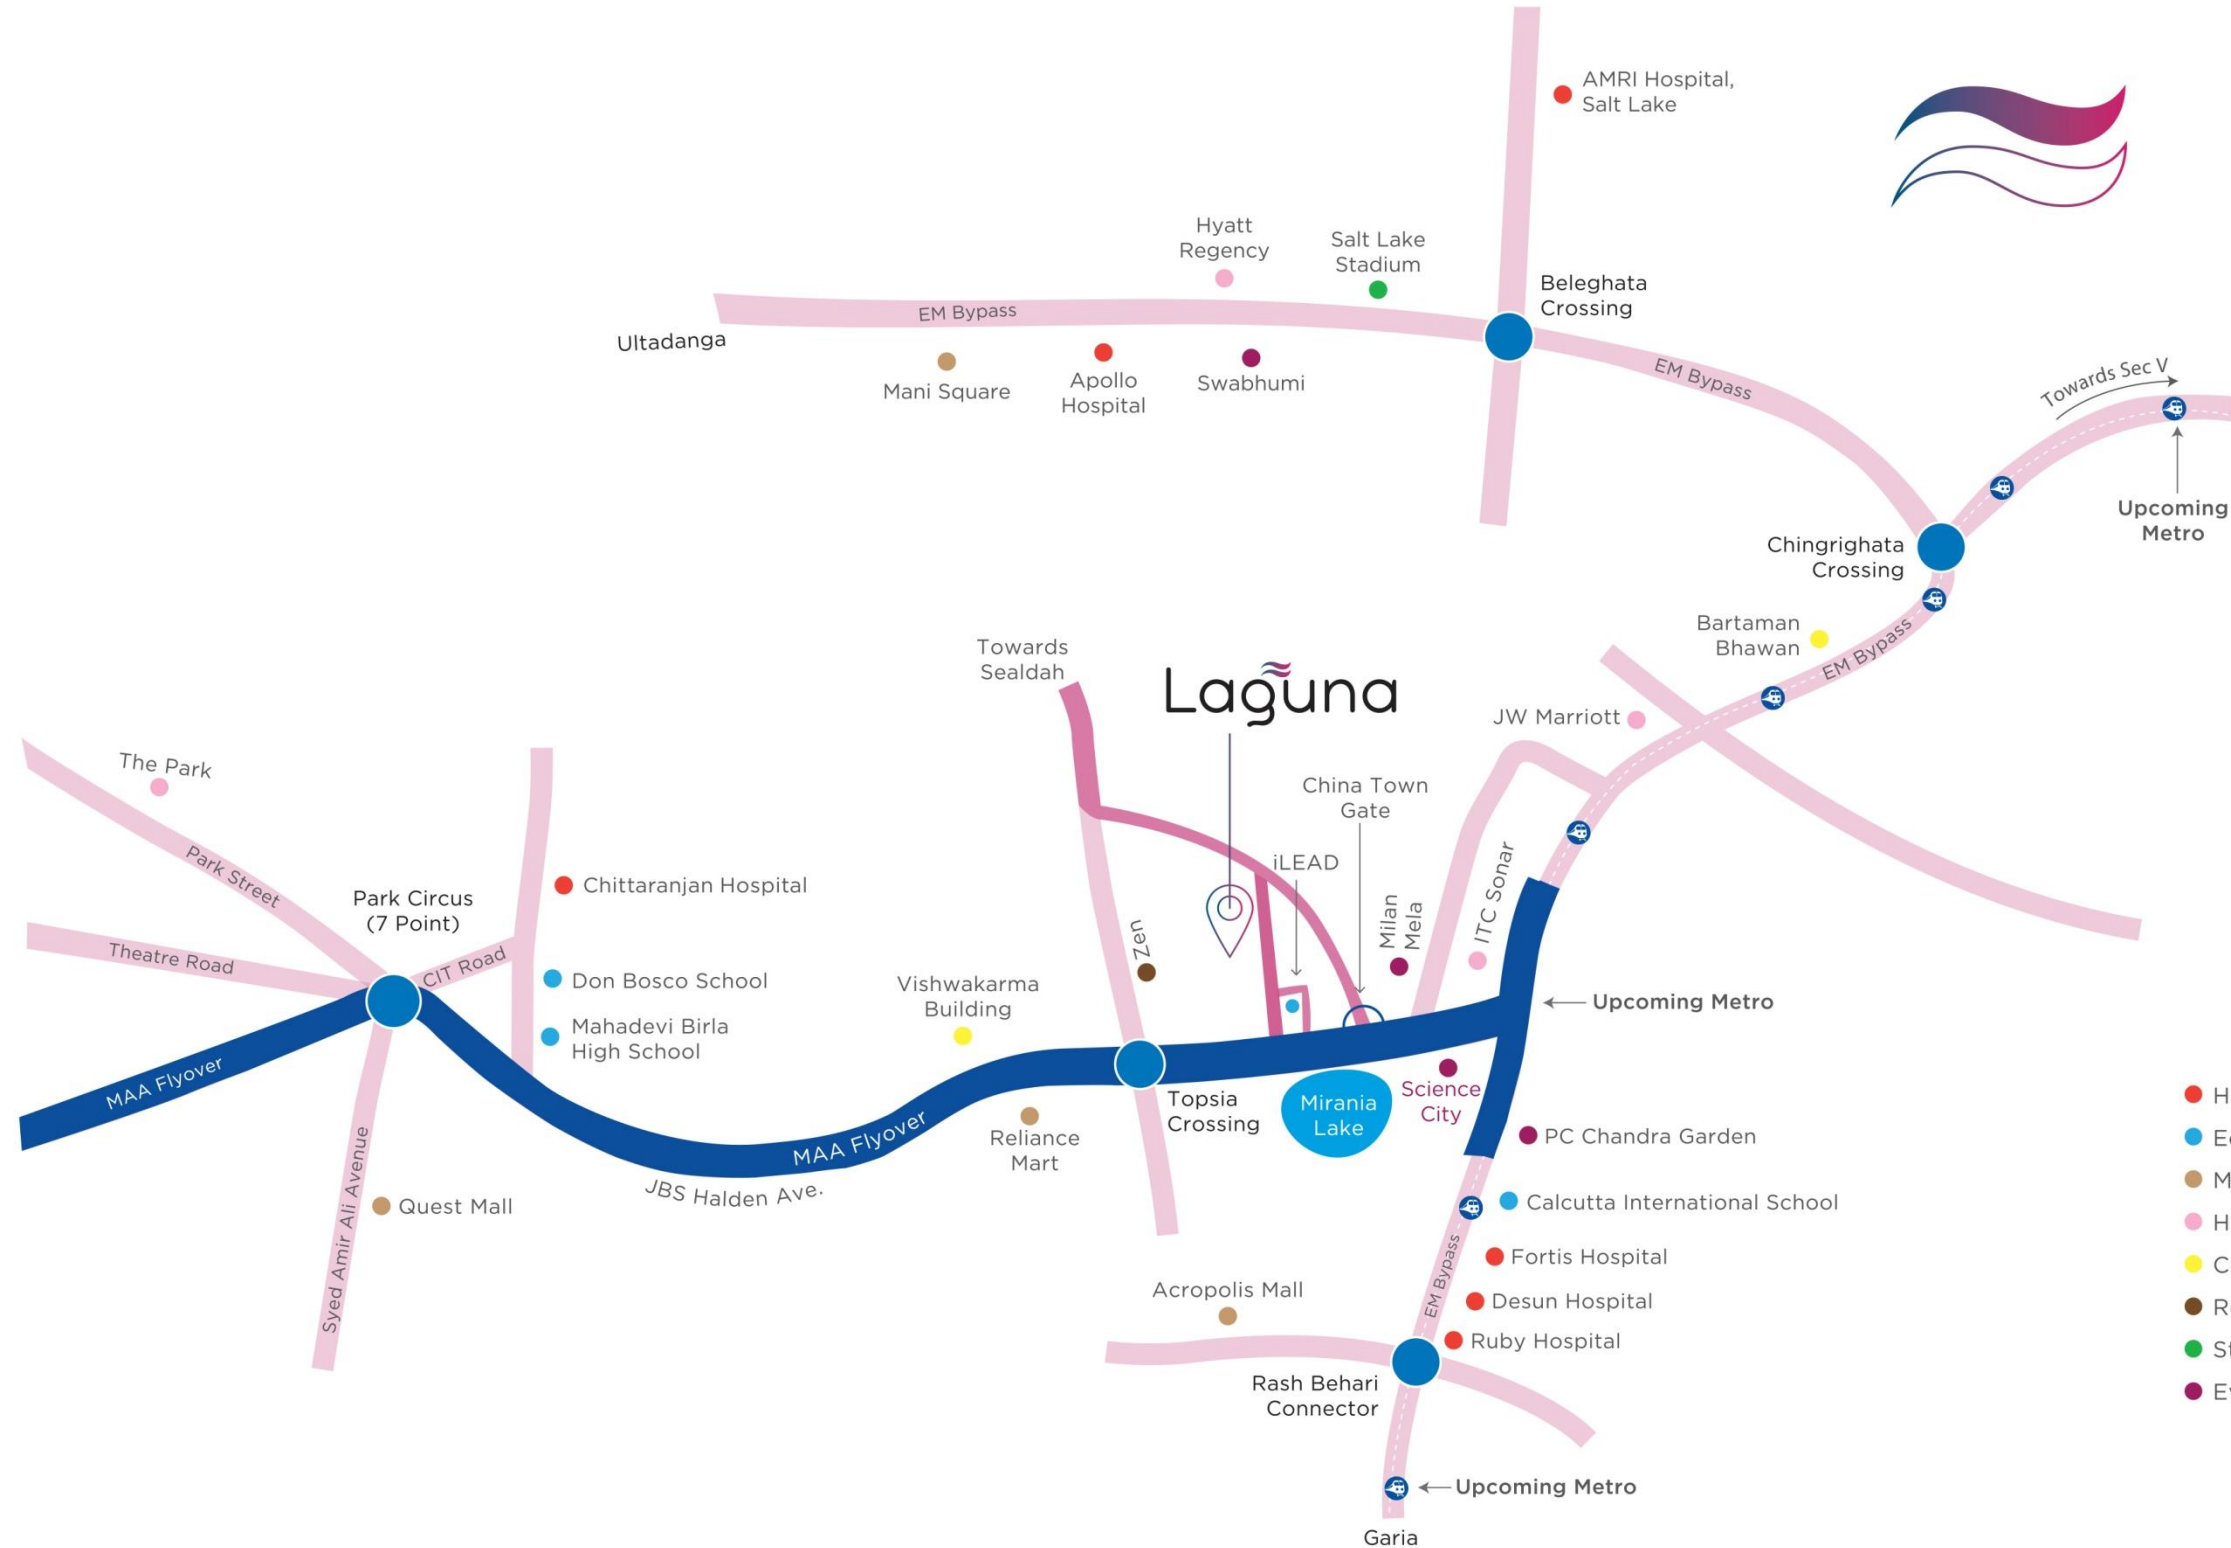 AMRI Hospital,
Salt Lake
Hyatt
Regency
Salt Lake
Stadium
Beleghata
Crossing
EM Bypass
Ultadanga
Mani Square
Apollo
Hospital
Swabhumi
EM Bypass
Towards Sec V
Upcoming
Metro
Chingrighata
Crossing
Bartaman
Bhawan
EM Bypass
Towards
Sealdah
Laguna
JW Marriott
The Park
China Town
Gate
iLEAD
Park Street
Park Circus
(7 Point)
Chittaranjan Hospital
Milan
Mela
ITC Sonar
Zen
Theatre Road
CIT Road
Don Bosco School
Vishwakarma
Building
Upcoming Metro
Mahadevi Birla
High School
MAA Flyover
Topsia
Crossing
Mirania
Lake
Science
City
Reliance
Mart
MAA Flyover
PC Chandra Garden
JBS Halden Ave.
Quest Mall
Syed Amir Ali Avenue
Calcutta International School
Fortis Hospital
EM Bypass
Acropolis Mall
Desun Hospital
Ruby Hospital
Rash Behari
Connector
Upcoming Metro
Garia